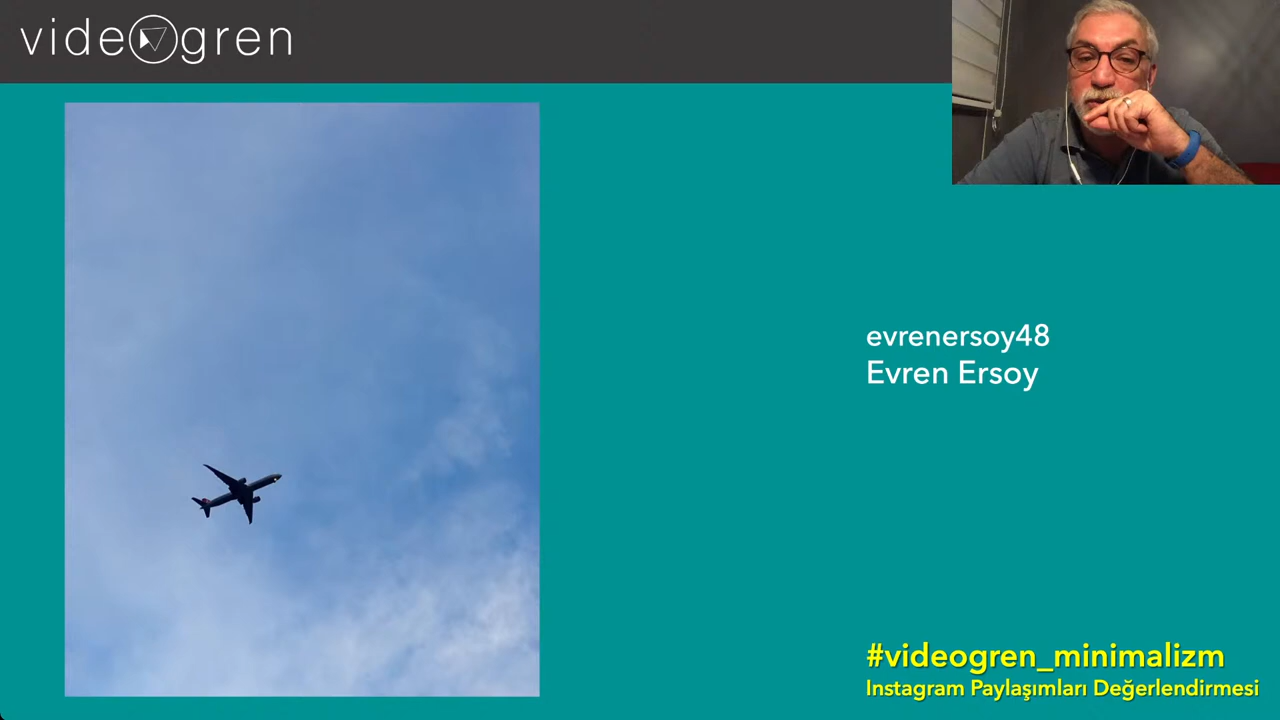 videogren
evrenersoy48
Evren Ersoy
#videogren_minimalizm
Instagram Paylaşımları Değerlendirmesi